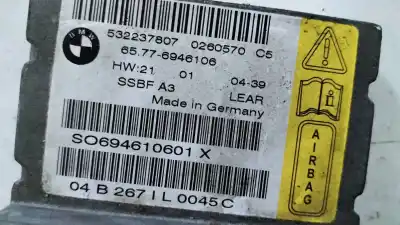 BMW
532237807 0260570 C5
65.77-6946106
HW:21 01 04-39
SSBF A3 LEAR
Made in Germany
SO694610601 X
04 B 267 I L 0045 C
AIRBAG